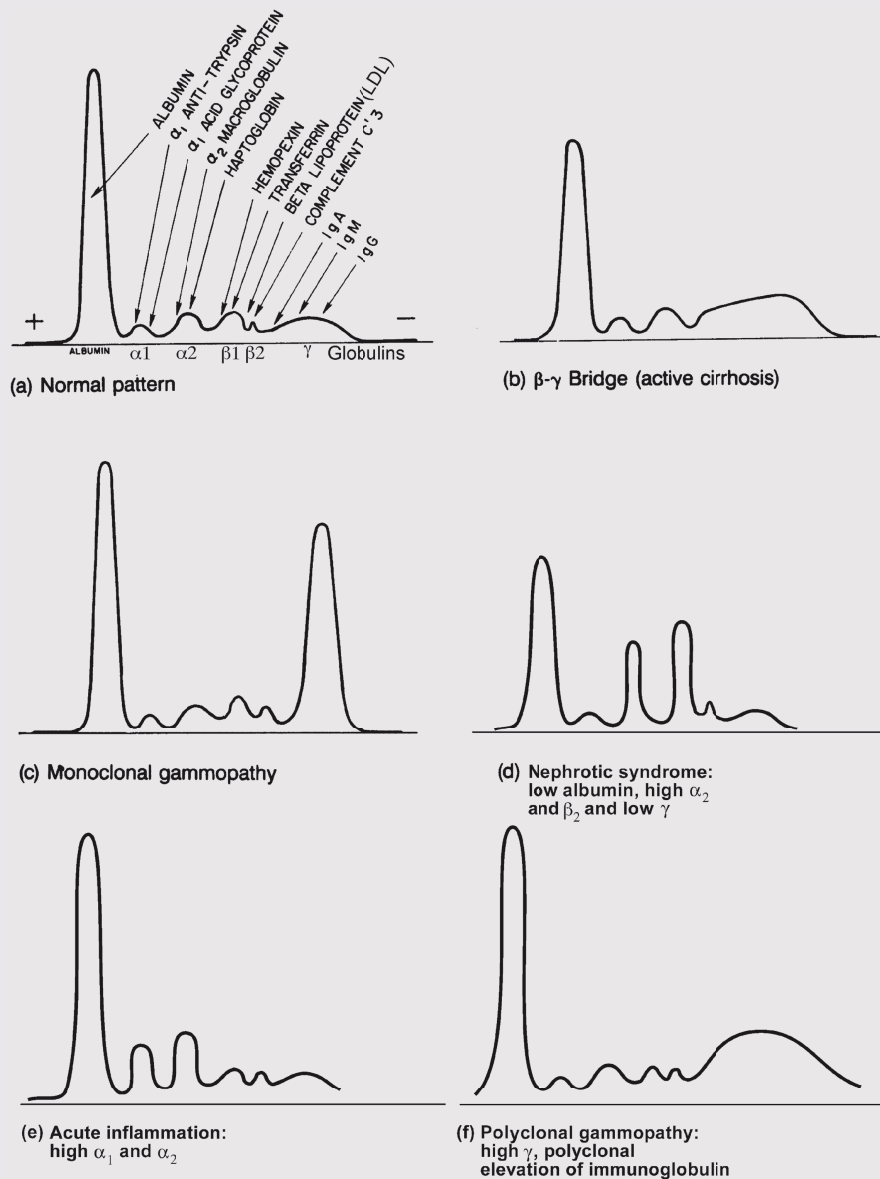 ALBUMIN
α₁ ANTI-TRYPSIN
α₁ ACID GLYCOPROTEIN
α₂ MACROGLOBULIN
HAPTOGLOBIN
HEMOPEXIN
TRANSFERRIN
BETA LIPOPROTEIN(LDL)
COMPLEMENT C'3
IgA
IgM
IgG
+
−
ALBUMIN α1 α2 β1 β2 γ Globulins
(a) Normal pattern
(b) β-γ Bridge (active cirrhosis)
(c) Monoclonal gammopathy
(d) Nephrotic syndrome:
low albumin, high α₂
and β₂ and low γ
(e) Acute inflammation:
high α₁ and α₂
(f) Polyclonal gammopathy:
high γ, polyclonal
elevation of immunoglobulin